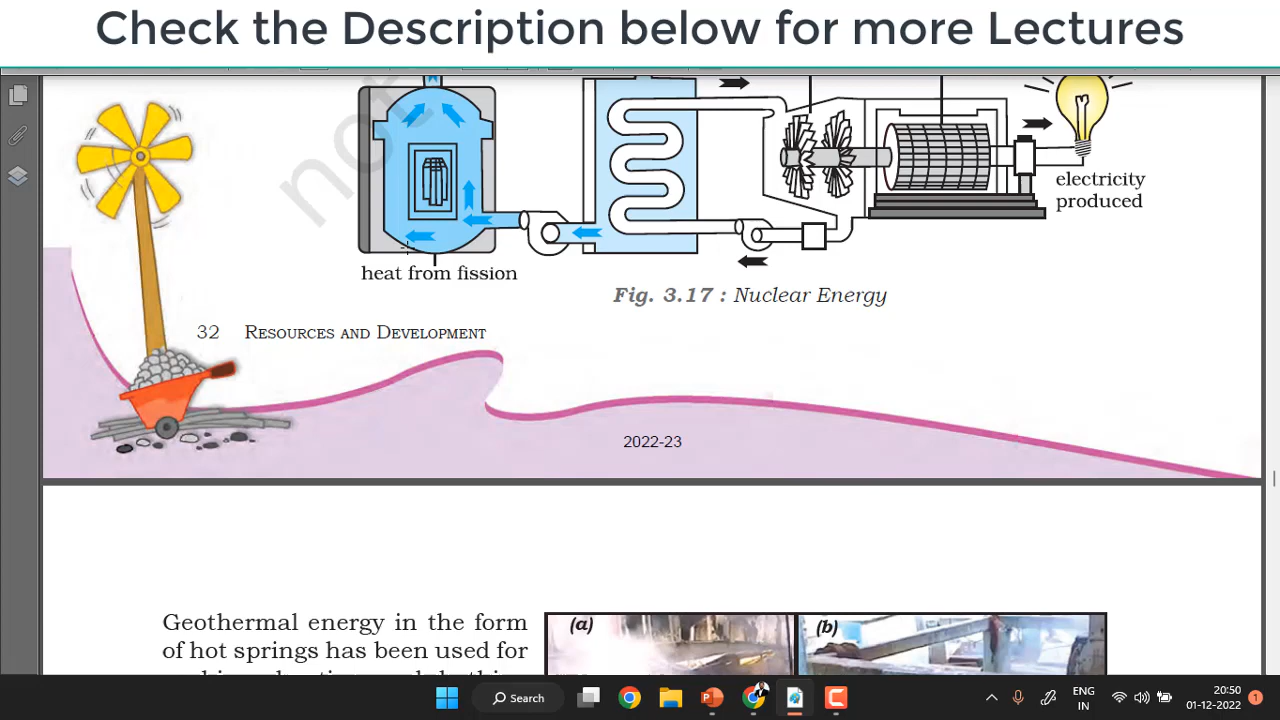 Check the Description below for more Lectures
not
electricity
produced
heat from fission
Fig. 3.17 : Nuclear Energy
32 RESOURCES AND DEVELOPMENT
2022-23
Geothermal energy in the form
of hot springs has been used for
(a)
(b)
Search
ENG
IN
20:50
01-12-2022
1